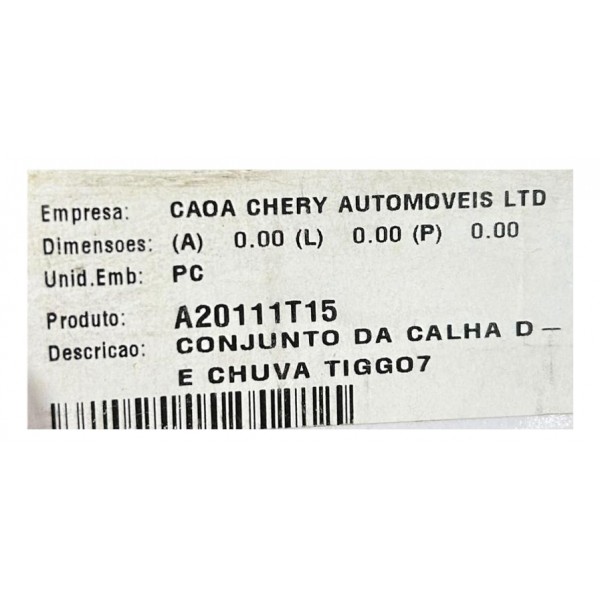 Empresa: CAOA CHERY AUTOMOVEIS LTD
Dimensoes: (A) 0.00 (L) 0.00 (P) 0.00
Unid.Emb: PC
Produto: A20111T15
Descricao: CONJUNTO DA CALHA D-
E CHUVA TIGGO7